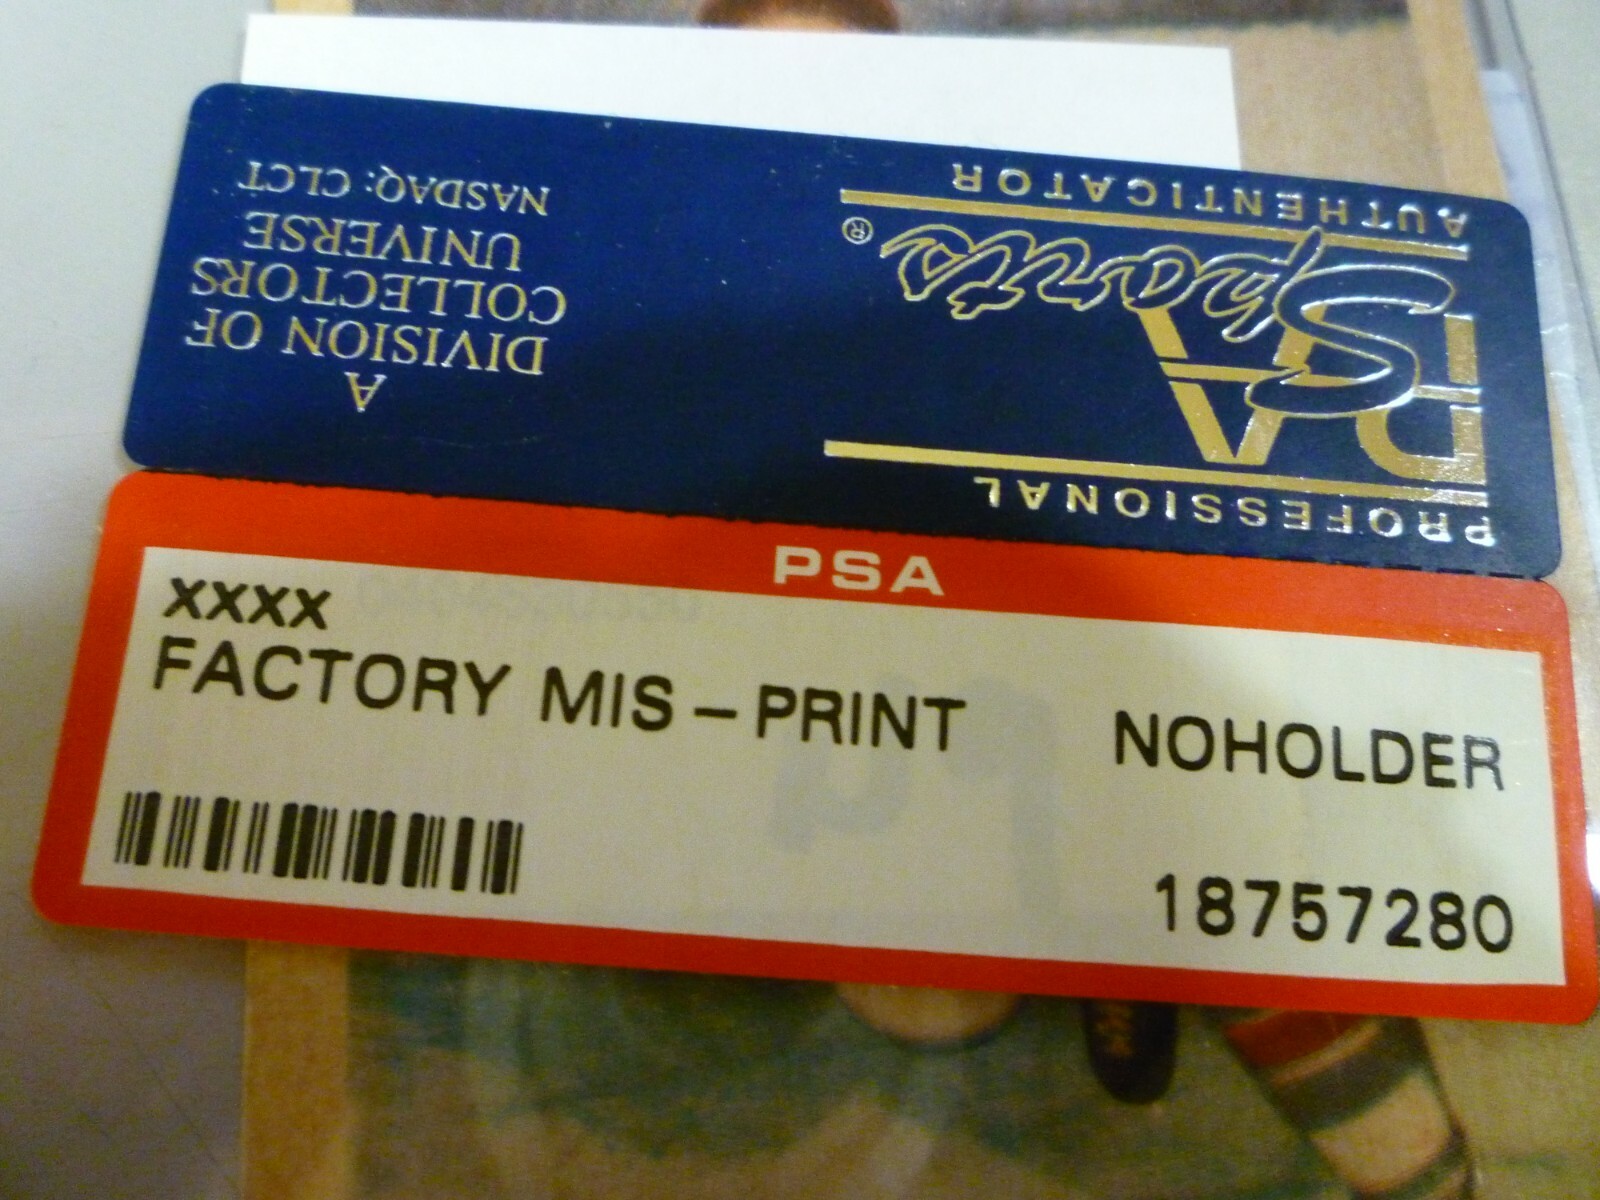 A
DIVISION OF
COLLECTORS
UNIVERSE
NASDAQ: CLCT
PROFESSIONAL
PSA
Sports®
AUTHENTICATOR
PSA
XXXX
FACTORY MIS-PRINT
NOHOLDER
18757280